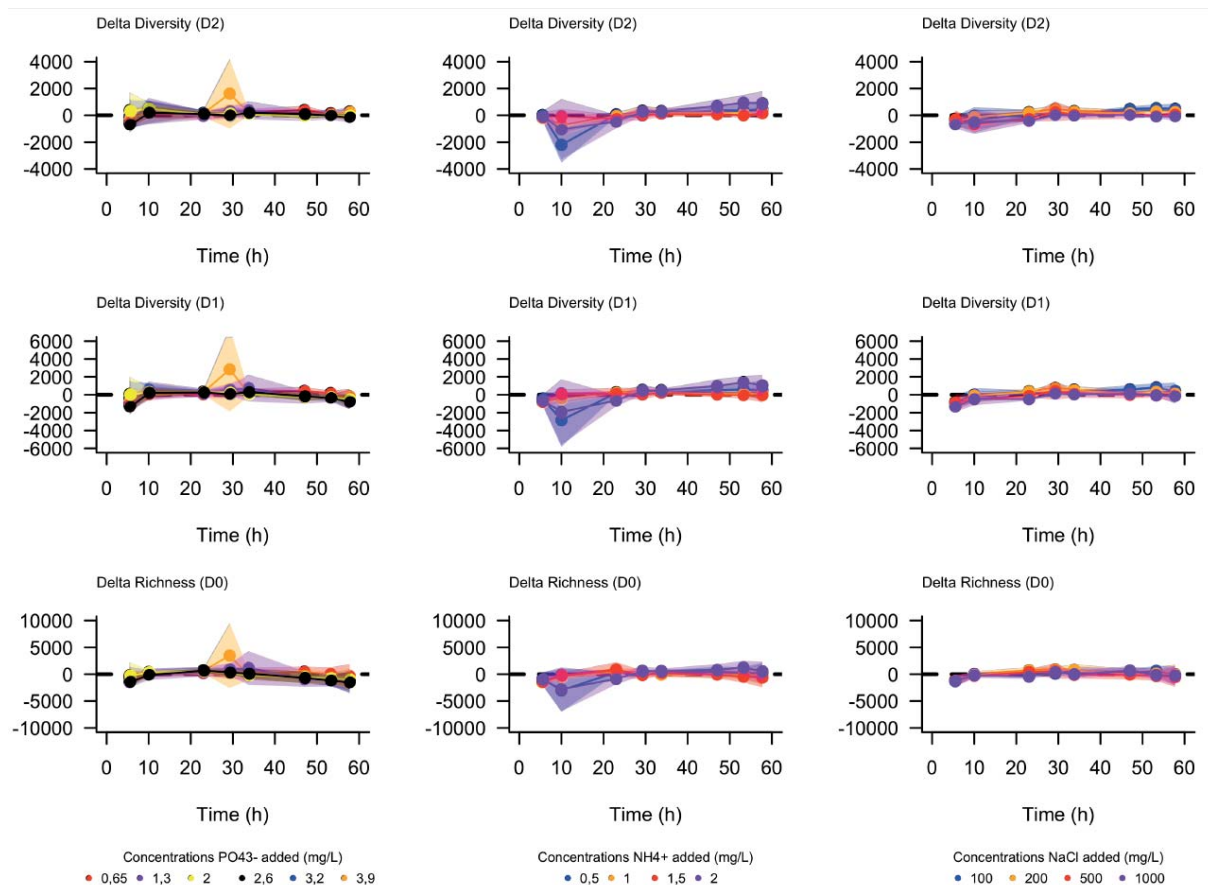 Delta Diversity (D2)
4000
2000
0
-2000
-4000
0 10 20 30 40 50 60
Time (h)
Delta Diversity (D2)
4000
2000
0
-2000
-4000
0 10 20 30 40 50 60
Time (h)
Delta Diversity (D2)
4000
2000
0
-2000
-4000
0 10 20 30 40 50 60
Time (h)
Delta Diversity (D1)
6000
4000
2000
0
-2000
-4000
-6000
0 10 20 30 40 50 60
Time (h)
Delta Diversity (D1)
6000
4000
2000
0
-2000
-4000
-6000
0 10 20 30 40 50 60
Time (h)
Delta Diversity (D1)
6000
4000
2000
0
-2000
-4000
-6000
0 10 20 30 40 50 60
Time (h)
Delta Richness (D0)
10000
5000
0
-5000
-10000
0 10 20 30 40 50 60
Time (h)
Delta Richness (D0)
10000
5000
0
-5000
-10000
0 10 20 30 40 50 60
Time (h)
Delta Richness (D0)
10000
5000
0
-5000
-10000
0 10 20 30 40 50 60
Time (h)
Concentrations PO43- added (mg/L)
0,65 1,3 2 2,6 3,2 3,9
Concentrations NH4+ added (mg/L)
0,5 1 1,5 2
Concentrations NaCl added (mg/L)
100 200 500 1000